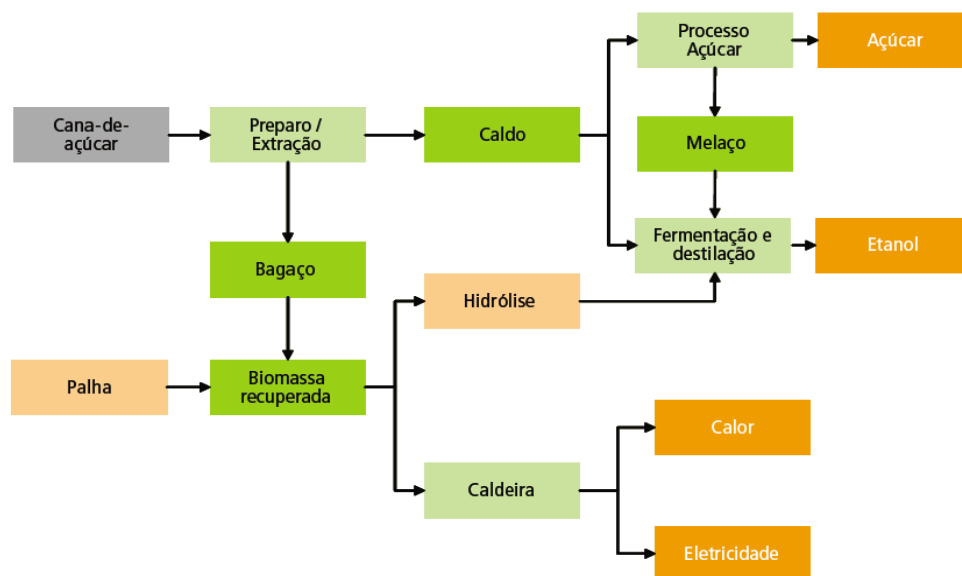 Processo
Açúcar
Açúcar
Cana-de-
açúcar
Preparo /
Extração
Caldo
Melaço
Fermentação e
destilação
Etanol
Bagaço
Hidrólise
Palha
Biomassa
recuperada
Calor
Caldeira
Eletricidade